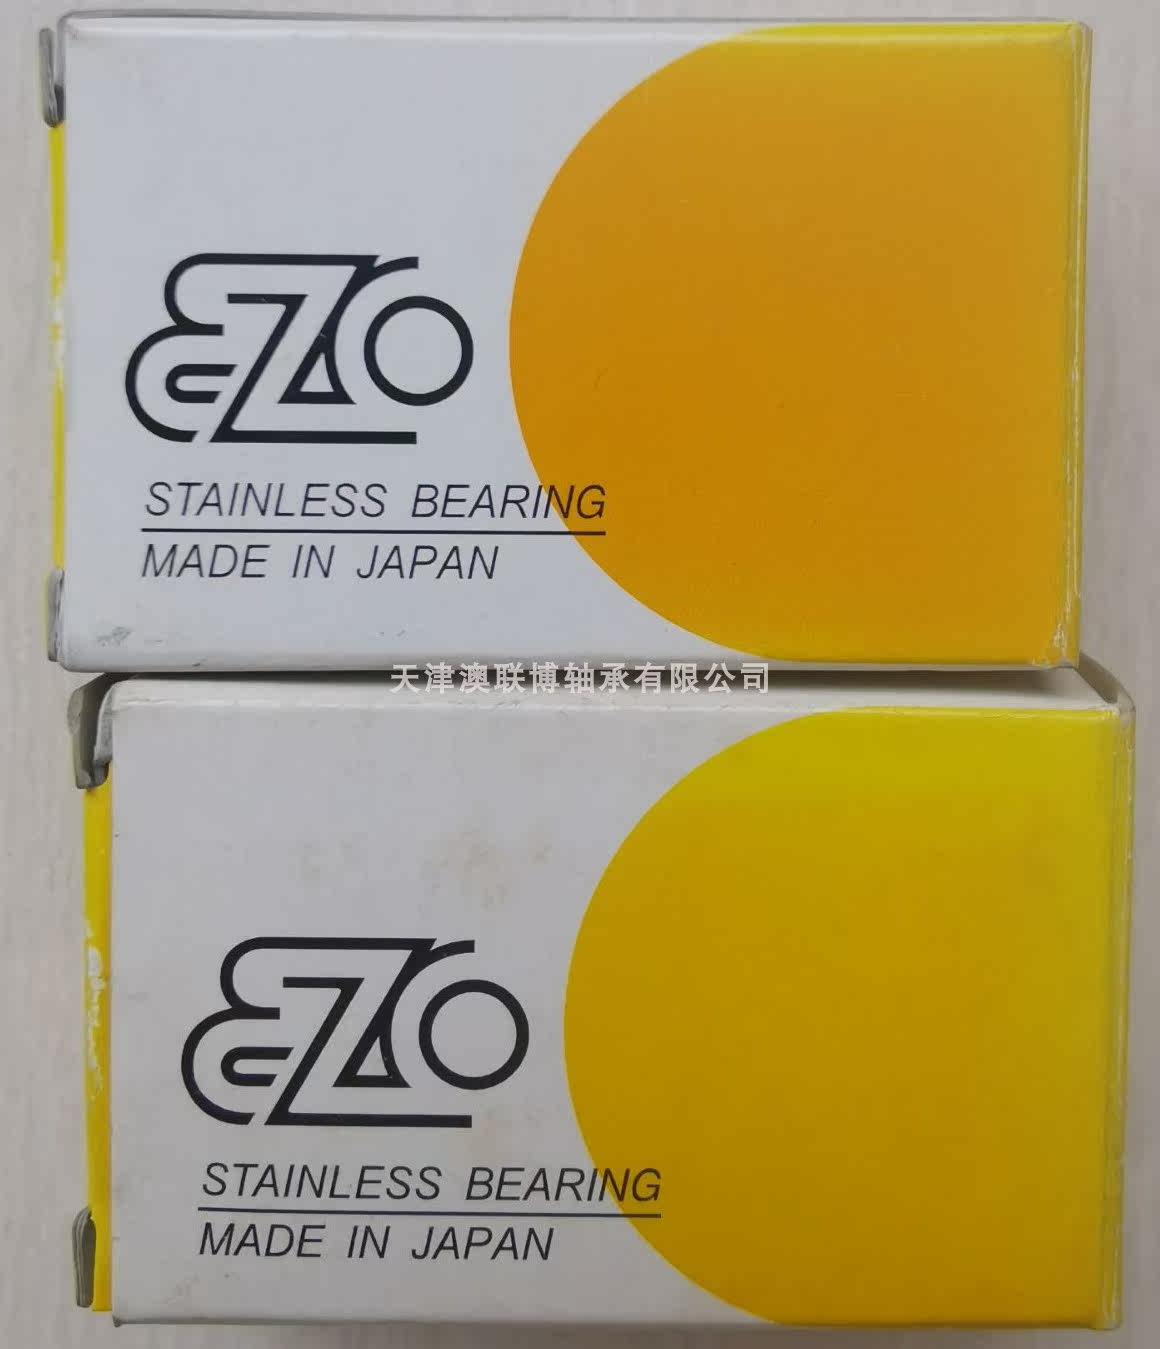 EZO
STAINLESS BEARING
MADE IN JAPAN
天津澳联博轴承有限公司
EZO
STAINLESS BEARING
MADE IN JAPAN